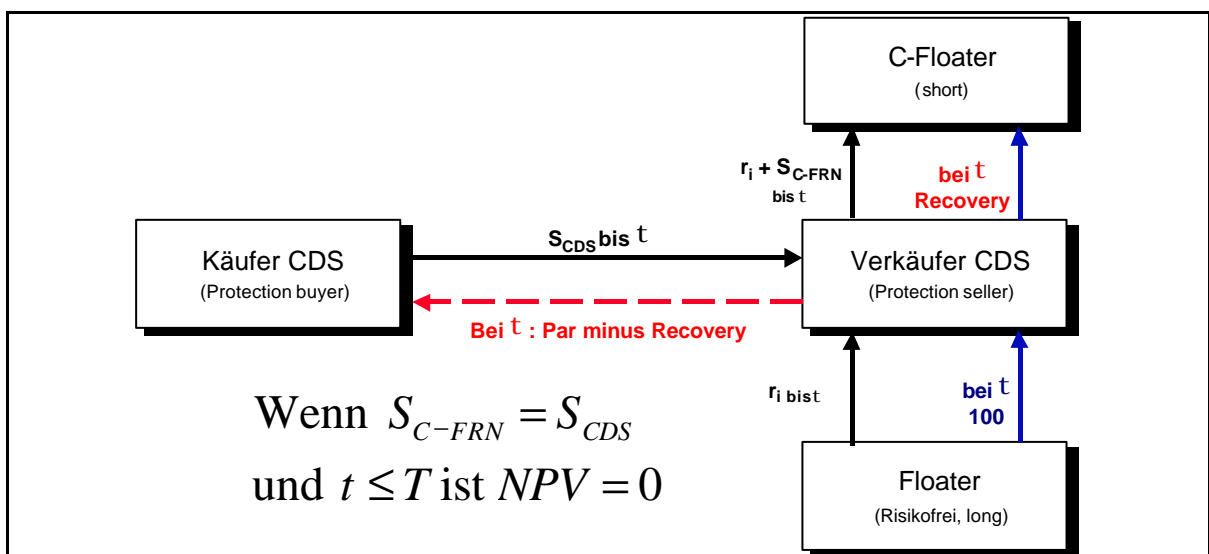 C-Floater
(short)
r_i + S_C-FRN
bis t
bei t
Recovery
Käufer CDS
(Protection buyer)
S_CDS bis t
Verkäufer CDS
(Protection seller)
Bei t : Par minus Recovery
r_i bis t
bei t
100
Wenn S_C-FRN = S_CDS
und t ≤ T ist NPV = 0
Floater
(Risikofrei, long)